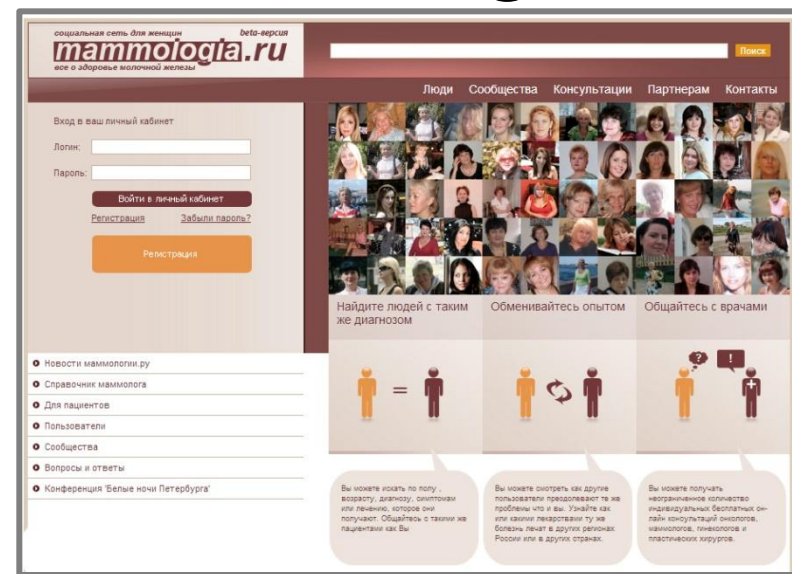 социальная сеть для женщин
beta-версия
mammologia.ru
все о здоровье молочной железы
Поиск
Люди Сообщества Консультации Партнерам Контакты
Вход в ваш личный кабинет
Логин:
Пароль:
Войти в личный кабинет
Регистрация Забыли пароль?
Регистрация
Новости маммологии.ру
Справочник маммолога
Для пациентов
Пользователи
Сообщества
Вопросы и ответы
Конференция 'Белые ночи Петербурга'
Найдите людей с таким
же диагнозом
=
Вы можете искать по полу ,
возрасту, диагнозу, симптомам
или лечению, которое они
получают. Общайтесь с такими же
пациентами как Вы
Обменивайтесь опытом
Вы можете смотреть как другие
пользователи преодолевают те же
проблемы что и вы. Узнайте как
или какими лекарствами ту же
болезнь лечат в других регионах
России или в других странах.
Общайтесь с врачами
? !
Вы можете получать
неограниченное количество
индивидуальных бесплатных он-
лайн консультаций онкологов,
маммологов, гинекологов и
пластических хирургов.